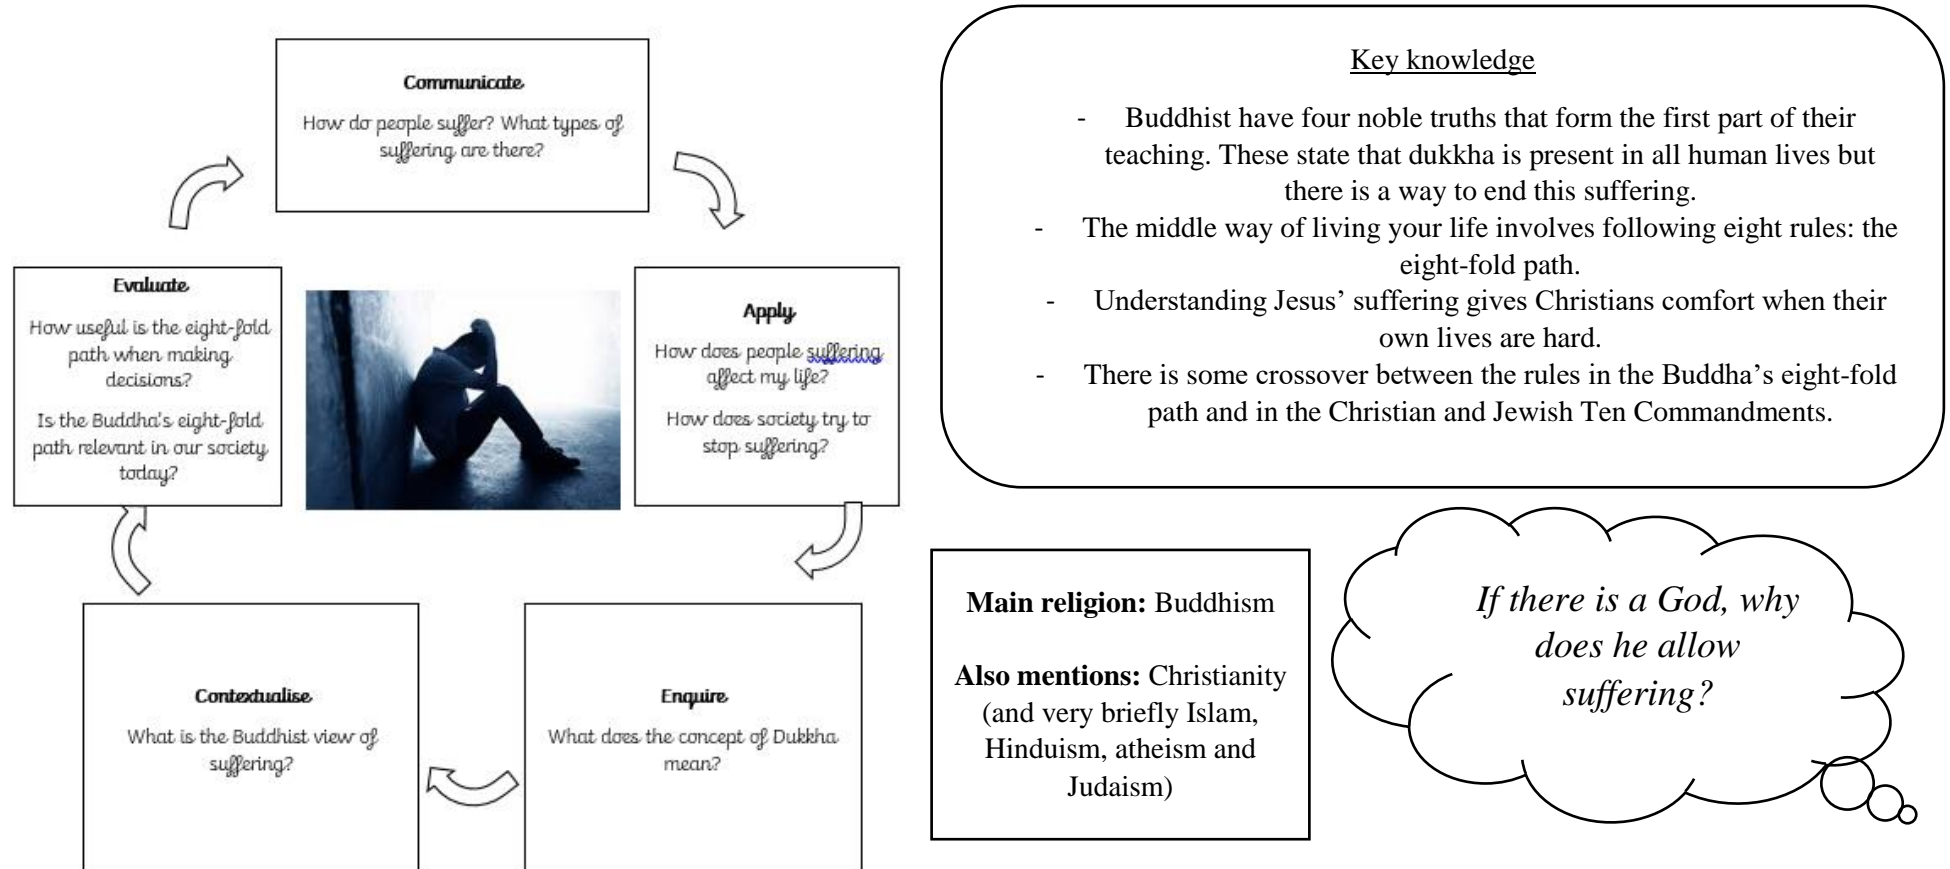 Communicate
How do people suffer? What types of
suffering are there?
Apply
How does people suffering
affect my life?
How does society try to
stop suffering?
Enquire
What does the concept of Dukkha
mean?
Contextualise
What is the Buddhist view of
suffering?
Evaluate
How useful is the eight-fold
path when making
decisions?
Is the Buddha's eight-fold
path relevant in our society
today?
Key knowledge
- Buddhist have four noble truths that form the first part of their
teaching. These state that dukkha is present in all human lives but
there is a way to end this suffering.
- The middle way of living your life involves following eight rules: the
eight-fold path.
- Understanding Jesus’ suffering gives Christians comfort when their
own lives are hard.
- There is some crossover between the rules in the Buddha’s eight-fold
path and in the Christian and Jewish Ten Commandments.
Main religion: Buddhism
Also mentions: Christianity
(and very briefly Islam,
Hinduism, atheism and
Judaism)
If there is a God, why
does he allow
suffering?